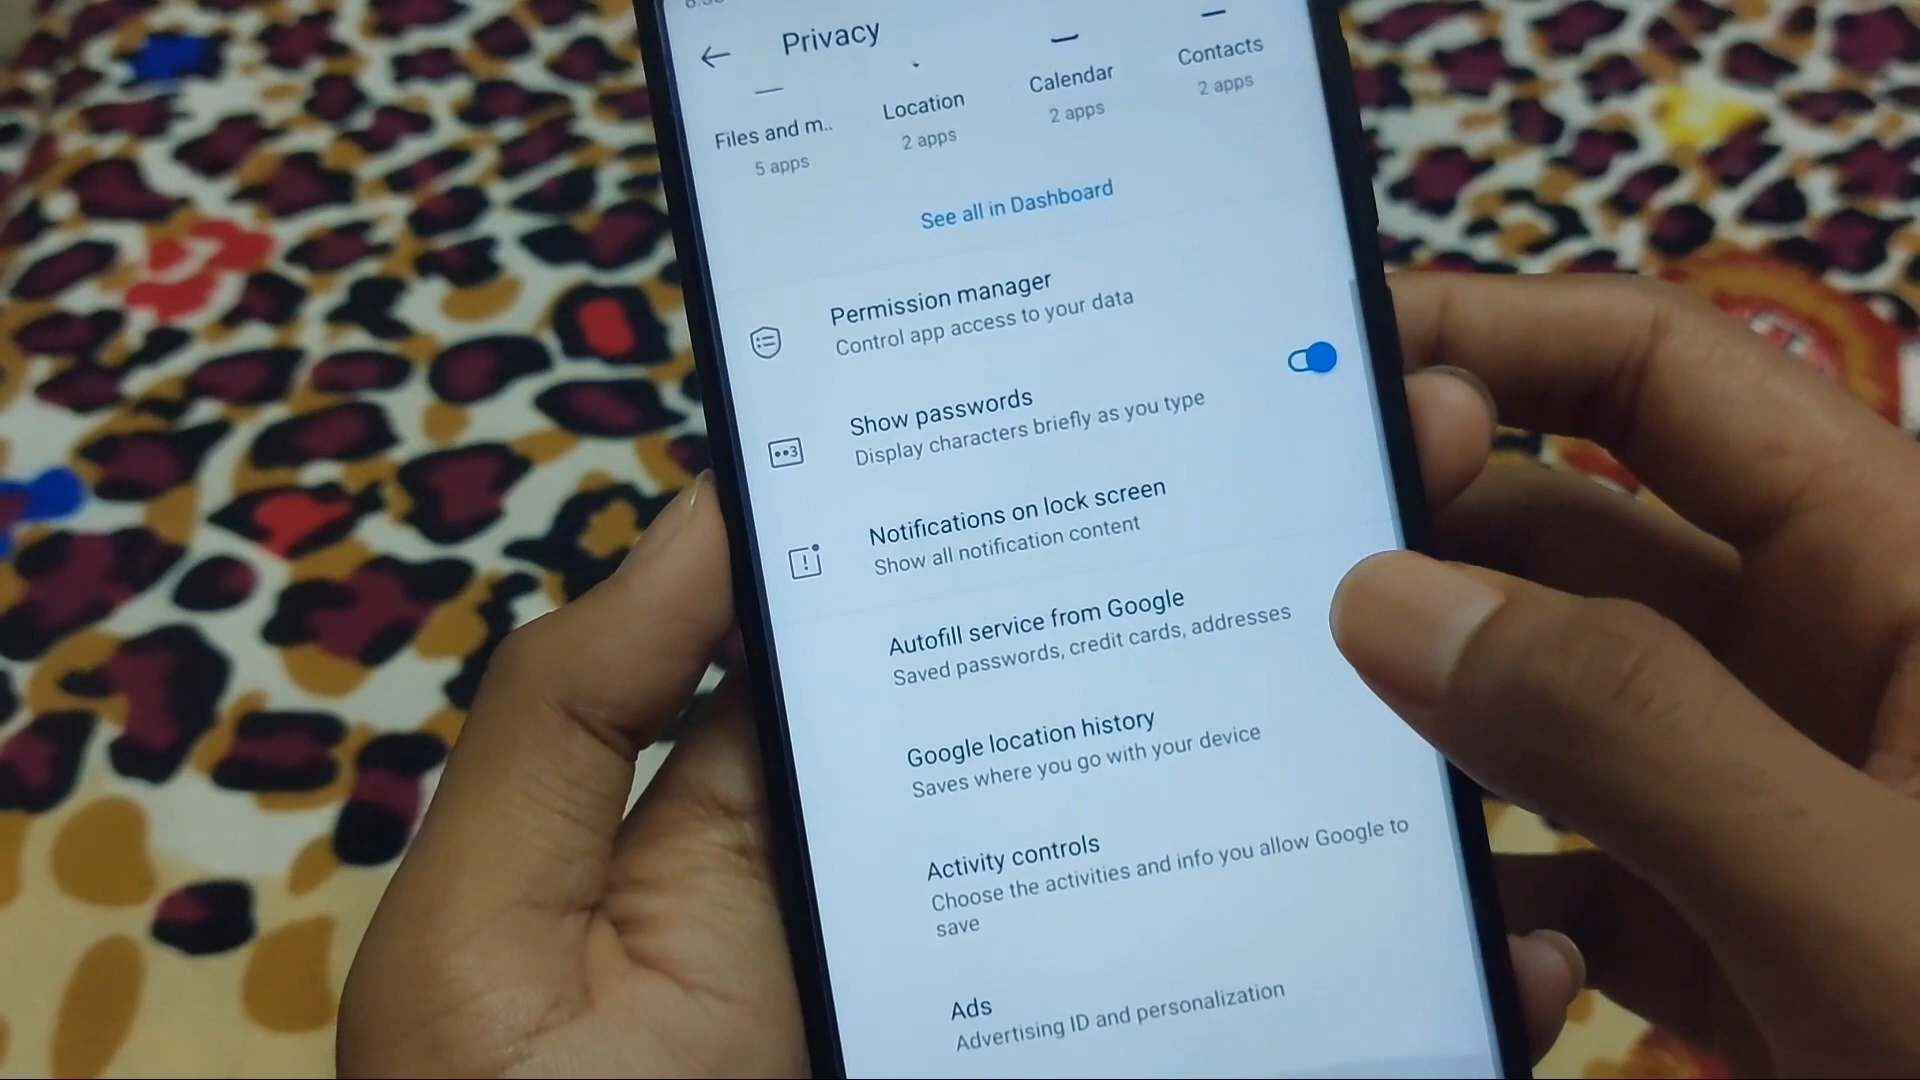 Privacy
Files and m..
5 apps
Location
2 apps
Calendar
2 apps
Contacts
2 apps
See all in Dashboard
Permission manager
Control app access to your data
Show passwords
Display characters briefly as you type
Notifications on lock screen
Show all notification content
Autofill service from Google
Saved passwords, credit cards, addresses
Google location history
Saves where you go with your device
Activity controls
Choose the activities and info you allow Google to
save
Ads
Advertising ID and personalization